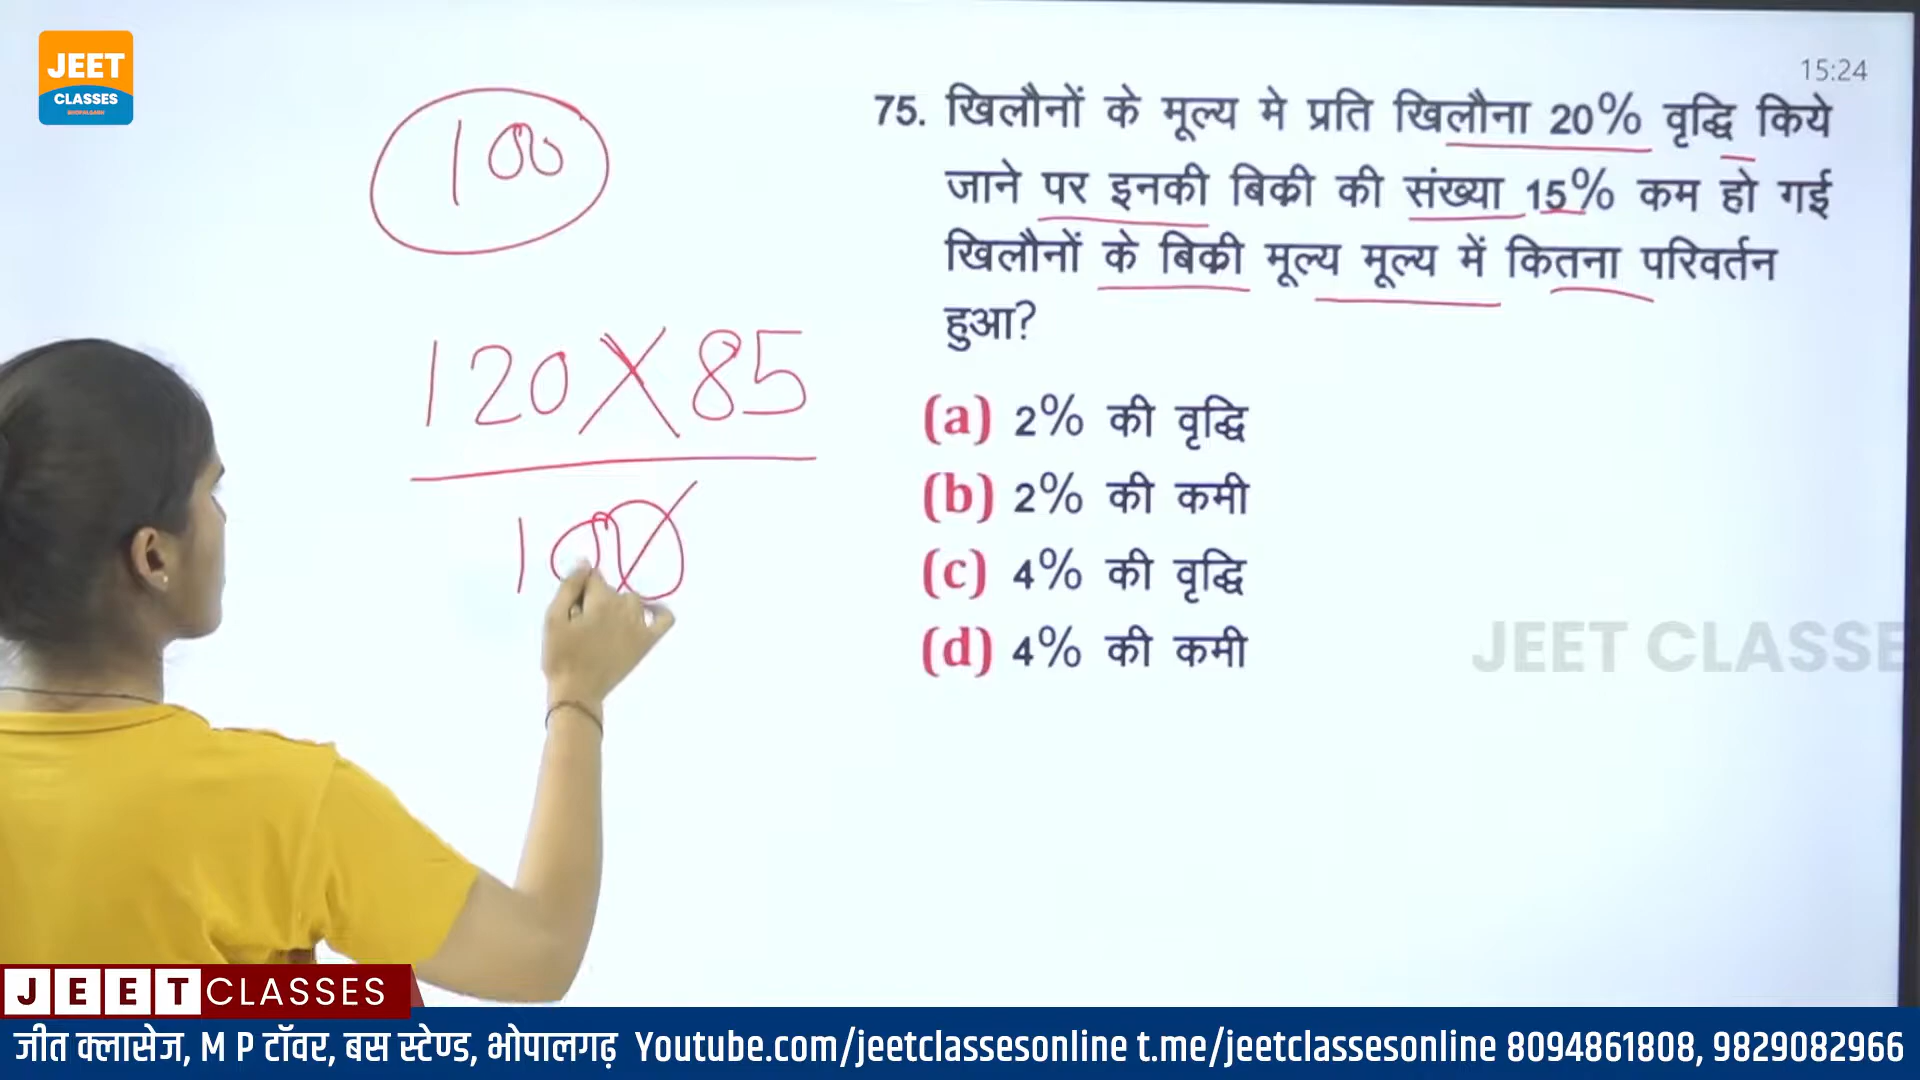 JEET
CLASSES
15:24
100
75. खिलौनों के मूल्य मे प्रति खिलौना 20% वृद्धि किये
जाने पर इनकी बिक्री की संख्या 15% कम हो गई
खिलौनों के बिक्री मूल्य मूल्य में कितना परिवर्तन
हुआ?
120 X 85
100
(a) 2% की वृद्धि
(b) 2% की कमी
(c) 4% की वृद्धि
(d) 4% की कमी
JEET CLASSE
JEET CLASSES
जीत क्लासेज, M P टॉवर, बस स्टेण्ड, भोपालगढ़ Youtube.com/jeetclassesonline t.me/jeetclassesonline 8094861808, 9829082966